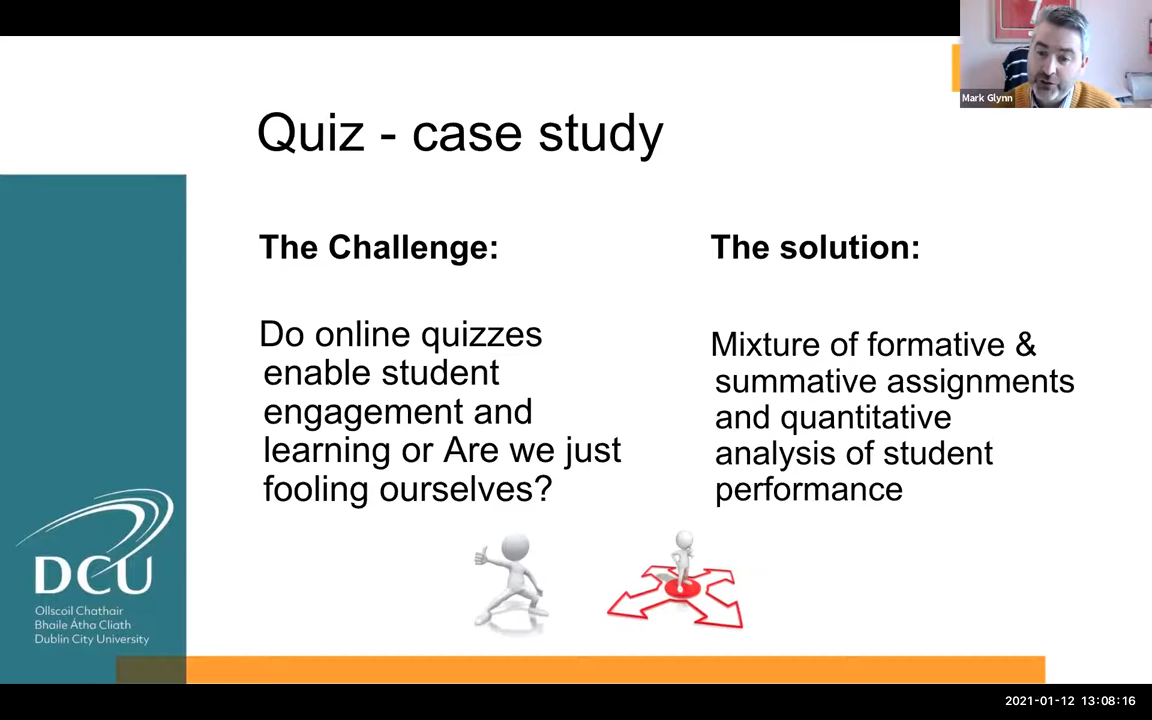 Mark Glynn
Quiz - case study
The Challenge:
Do online quizzes
enable student
engagement and
learning or Are we just
fooling ourselves?
The solution:
Mixture of formative &
summative assignments
and quantitative
analysis of student
performance
DCU
Ollscoil Chathair
Bhaile Átha Cliath
Dublin City University
2021-01-12 13:08:16